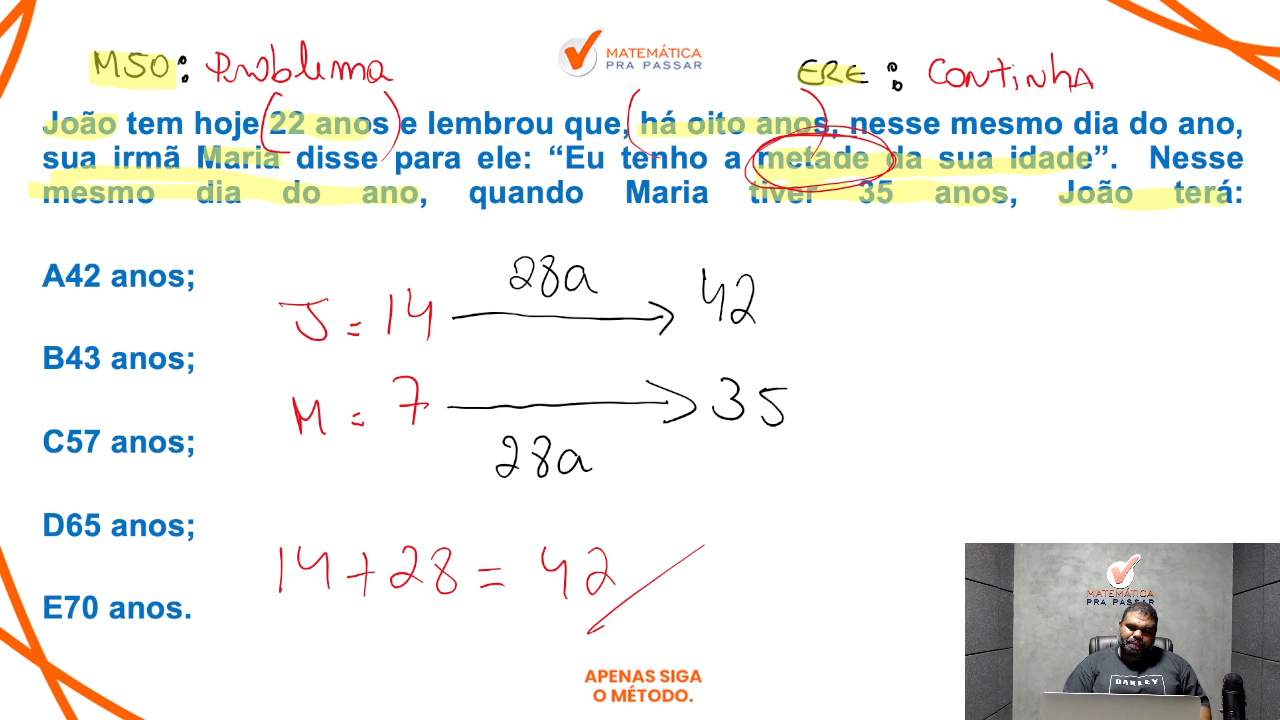 MSO: Problema
MATEMÁTICA
PRA PASSAR
ERE: Continha
João tem hoje 22 anos e lembrou que, há oito anos, nesse mesmo dia do ano,
sua irmã Maria disse para ele: “Eu tenho a metade da sua idade”. Nesse
mesmo dia do ano, quando Maria tiver 35 anos, João terá:
A42 anos;
28a
J = 14 42
B43 anos;
M = 7 35
C57 anos;
28a
D65 anos;
14 + 28 = 42
E70 anos.
MATEMÁTICA
PRA PASSAR
OAKLEY
APENAS SIGA
O MÉTODO.